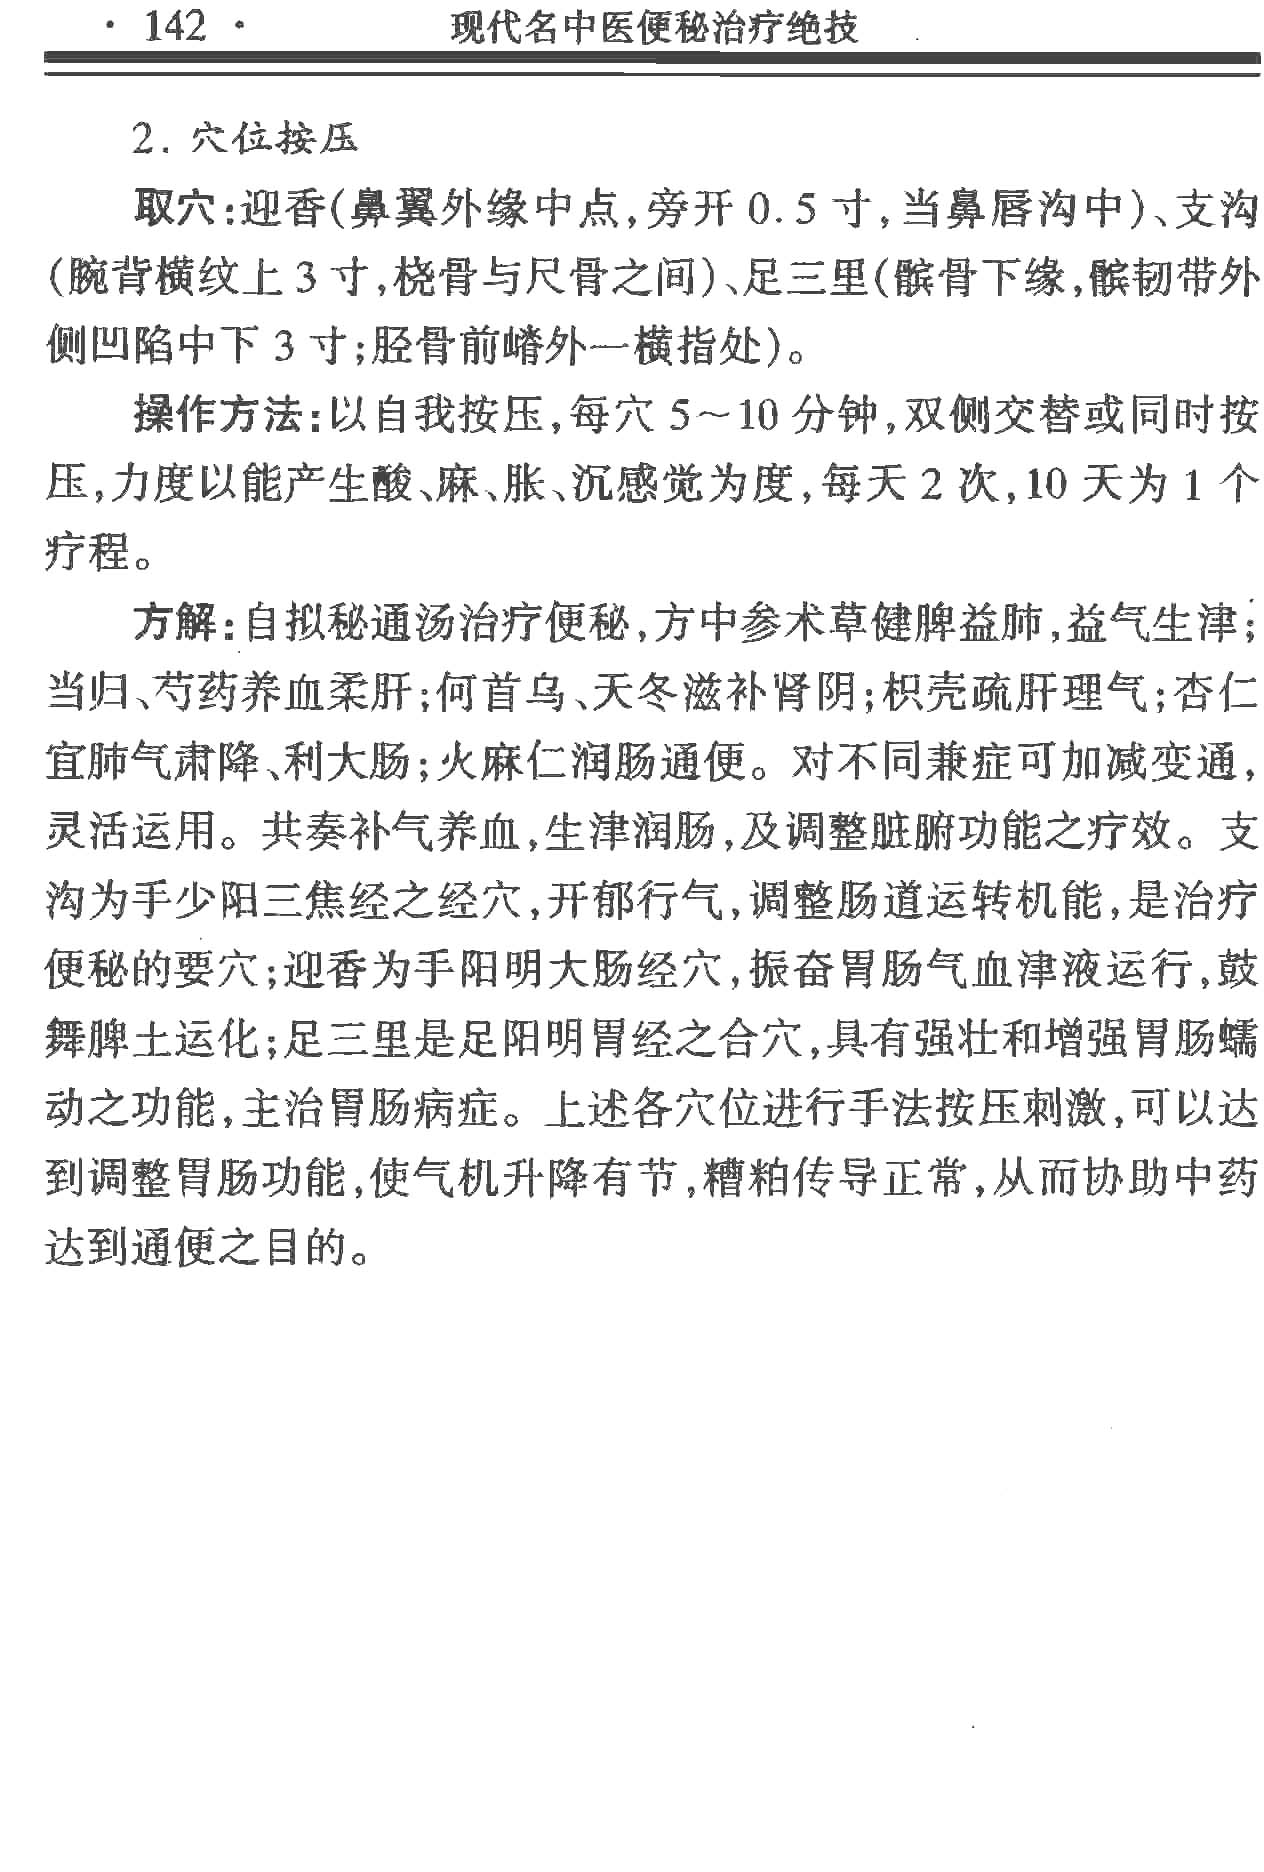 · 142 · 现代名中医便秘治疗绝技
2. 穴位按压
取穴:迎香(鼻翼外缘中点,旁开 0.5 寸,当鼻唇沟中)、支沟
(腕背横纹上 3 寸,桡骨与尺骨之间)、足三里(髌骨下缘,髌韧带外
侧凹陷中下 3 寸;胫骨前嵴外一横指处)。
操作方法:以自我按压,每穴 5～10 分钟,双侧交替或同时按
压,力度以能产生酸、麻、胀、沉感觉为度,每天 2 次,10 天为 1 个
疗程。
方解:自拟秘通汤治疗便秘,方中参术草健脾益肺,益气生津;
当归、芍药养血柔肝;何首乌、天冬滋补肾阴;枳壳疏肝理气;杏仁
宜肺气肃降、利大肠;火麻仁润肠通便。对不同兼症可加减变通,
灵活运用。共奏补气养血,生津润肠,及调整脏腑功能之疗效。支
沟为手少阳三焦经之经穴,开郁行气,调整肠道运转机能,是治疗
便秘的要穴;迎香为手阳明大肠经穴,振奋胃肠气血津液运行,鼓
舞脾土运化;足三里是足阳明胃经之合穴,具有强壮和增强胃肠蠕
动之功能,主治胃肠病症。上述各穴位进行手法按压刺激,可以达
到调整胃肠功能,使气机升降有节,糟粕传导正常,从而协助中药
达到通便之目的。